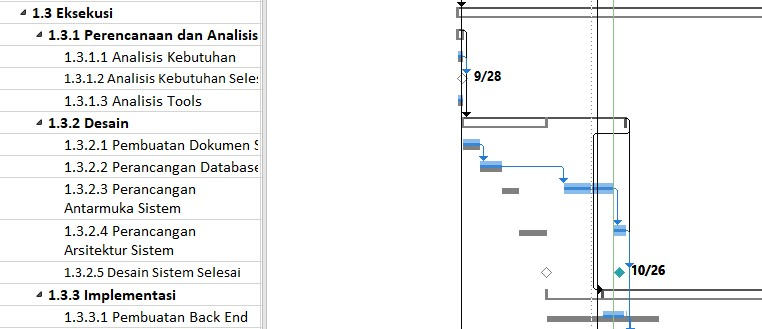 1.3 Eksekusi
1.3.1 Perencanaan dan Analisis
1.3.1.1 Analisis Kebutuhan
1.3.1.2 Analisis Kebutuhan Seles
9/28
1.3.1.3 Analisis Tools
1.3.2 Desain
1.3.2.1 Pembuatan Dokumen S
1.3.2.2 Perancangan Database
1.3.2.3 Perancangan
Antarmuka Sistem
1.3.2.4 Perancangan
Arsitektur Sistem
1.3.2.5 Desain Sistem Selesai
10/26
1.3.3 Implementasi
1.3.3.1 Pembuatan Back End